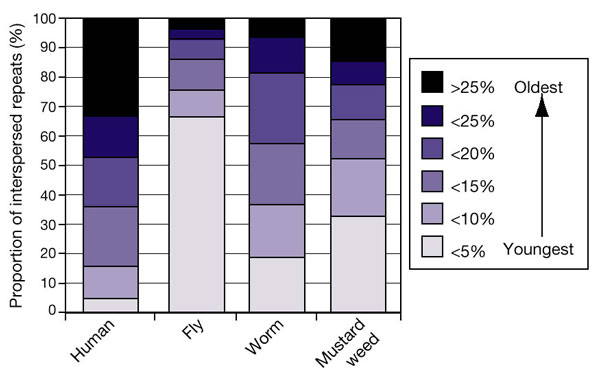 Proportion of interspersed repeats (%)
100
90
80
70
60
50
40
30
20
10
0
Human
Fly
Worm
Mustard
weed
>25% Oldest
<25%
<20%
<15%
<10%
<5% Youngest